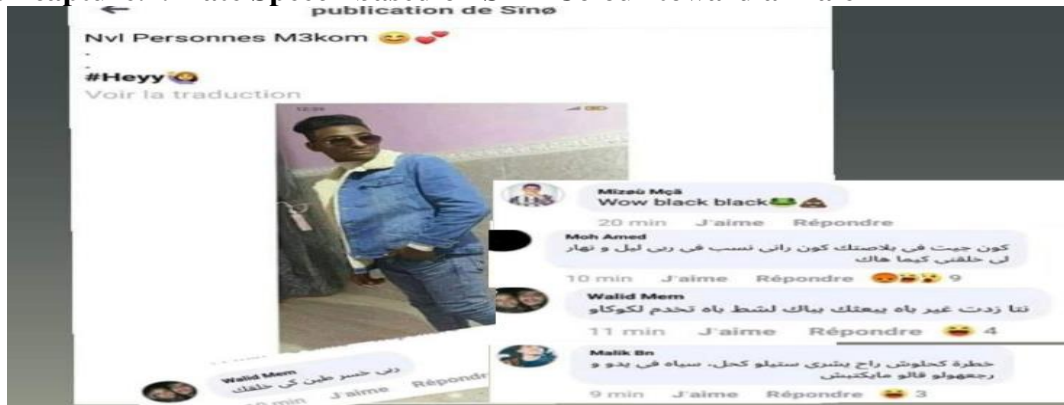 publication de Sïnø
Nvl Personnes M3kom 😊💕
.
.
#Heyy🙋‍♀️
Voir la traduction
Mïzøù Mçã
Wow black black🐸💩
20 min J'aime Répondre
Moh Amed
كون جيت في بلاصتك كون راني نسب في ربي ليل و نهار
لي خلقني كيما هاك
10 min J'aime Répondre 9
Walid Mem
نتا زدت غير باه يبعثك بباك لشط باه تخدم لكوكاو
11 min J'aime Répondre 4
Malik Bn
خطرة كحلوش راح يشري ستيلو كحل، سياه في يدو و
رجعهولو قالو مايكتبش
9 min J'aime Répondre 3
Walid Mem
ربي خسر طين كي خلقك
min J'aime Répondre